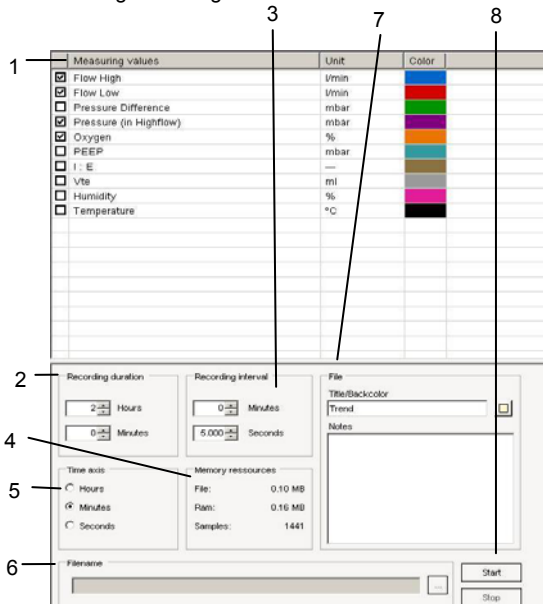 3
7
8
1
Measuring values Unit Color
Flow High l/min
Flow Low l/min
Pressure Difference mbar
Pressure (in Highflow) mbar
Oxygen %
PEEP mbar
I : E —
Vte ml
Humidity %
Temperature °C
2
Recording duration
2 Hours
0 Minutes
Recording interval
0 Minutes
5.000 Seconds
File
Title/Backcolor
Trend
Notes
4
5
Time axis
Hours
Minutes
Seconds
Memory ressources
File: 0.10 MB
Ram: 0.16 MB
Samples: 1441
6
Filename
...
Start
Stop